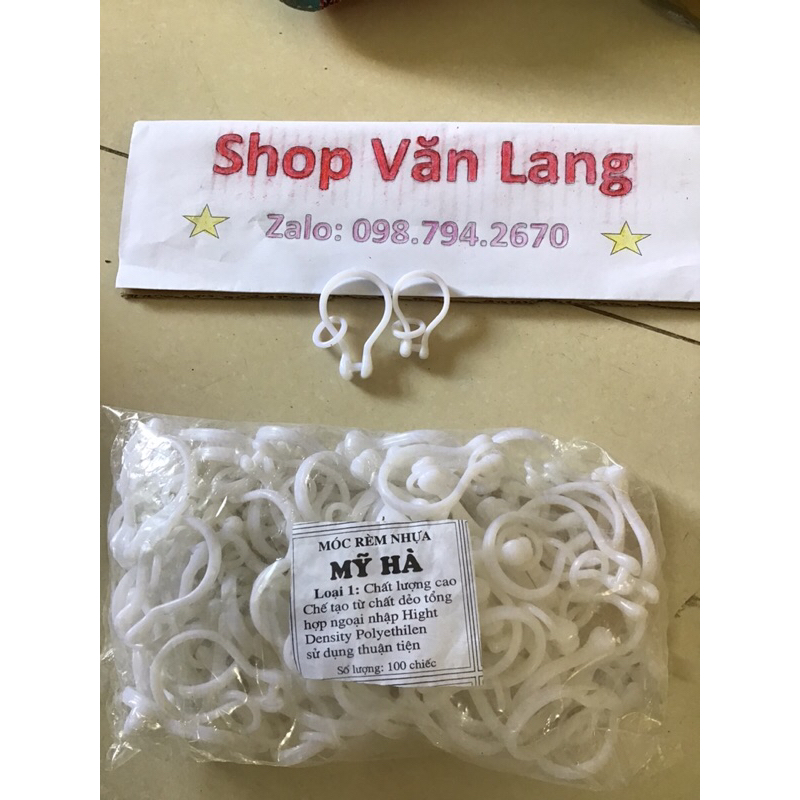 Shop Văn Lang
Zalo: 098.794.2670
MÓC RÈM NHỰA
MỸ HÀ
Loại 1: Chất lượng cao
Chế tạo từ chất dẻo tổng
hợp ngoại nhập Hight
Density Polyethilen
sử dụng thuận tiện
Số lượng: 100 chiếc